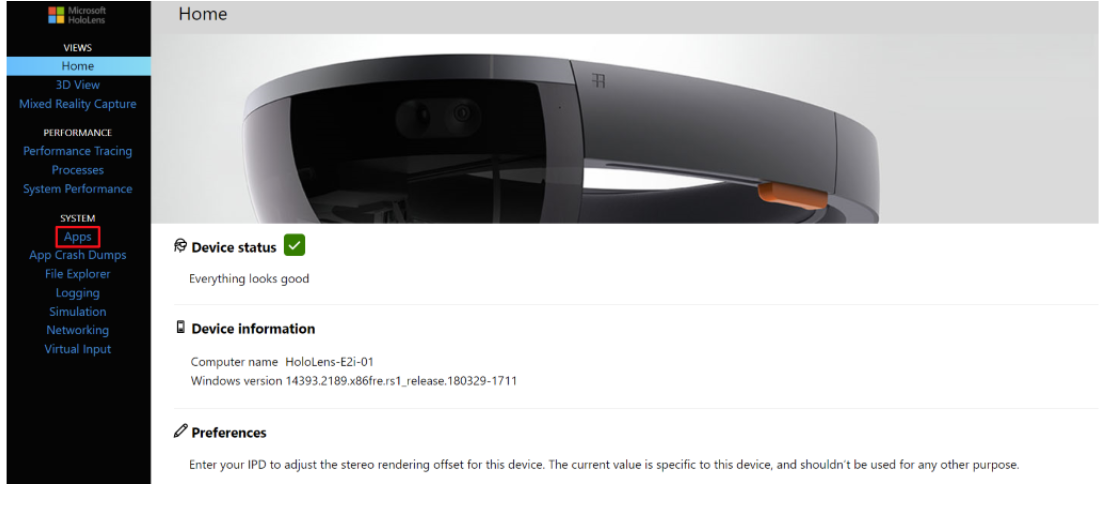 Microsoft
HoloLens
VIEWS
Home
3D View
Mixed Reality Capture
PERFORMANCE
Performance Tracing
Processes
System Performance
SYSTEM
Apps
App Crash Dumps
File Explorer
Logging
Simulation
Networking
Virtual Input
Home
Device status
Everything looks good
Device information
Computer name HoloLens-E2i-01
Windows version 14393.2189.x86fre.rs1_release.180329-1711
Preferences
Enter your IPD to adjust the stereo rendering offset for this device. The current value is specific to this device, and shouldn't be used for any other purpose.